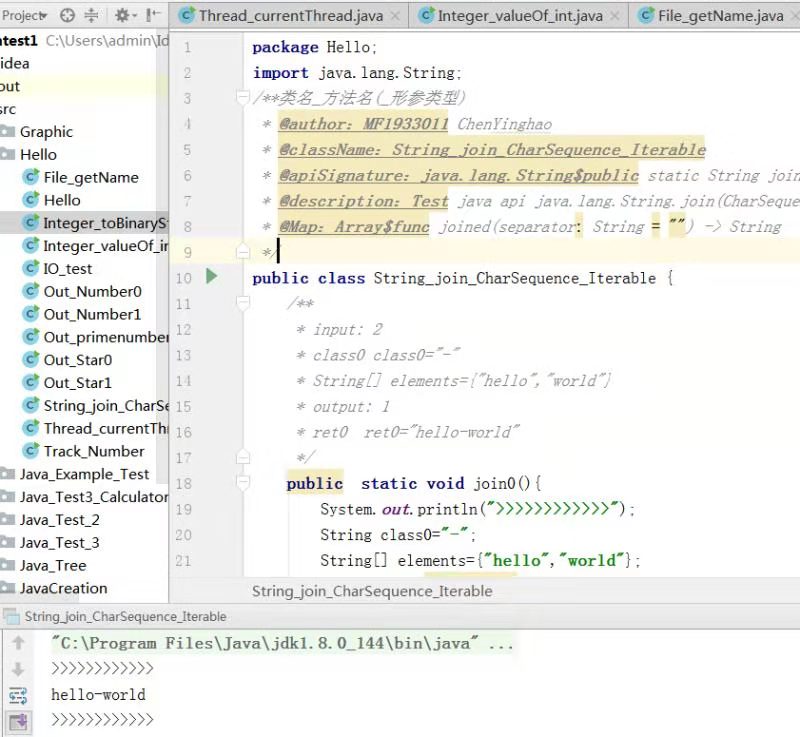 Project
Thread_currentThread.java
Integer_valueOf_int.java
File_getName.java
ntest1 C:\Users\admin\Id
idea
out
src
Graphic
Hello
File_getName
Hello
Integer_toBinarySt
Integer_valueOf_in
IO_test
Out_Number0
Out_Number1
Out_primenumber
Out_Star0
Out_Star1
String_join_CharSe
Thread_currentThr
Track_Number
Java_Example_Test
Java_Test3_Calculator
Java_Test_2
Java_Test_3
Java_Tree
JavaCreation
1 package Hello;
2 import java.lang.String;
3 /**类名_方法名(_形参类型)
4 * @author: MF1933011 ChenYinghao
5 * @className: String_join_CharSequence_Iterable
6 * @apiSignature: java.lang.String$public static String join
7 * @description: Test java api java.lang.String.join(CharSeque
8 * @Map: Array$func joined(separator: String = "") -> String
9 */
10 public class String_join_CharSequence_Iterable {
11 /**
12 * input: 2
13 * class0 class0="-"
14 * String[] elements={"hello","world"}
15 * output: 1
16 * ret0 ret0="hello-world"
17 */
18 public static void join0(){
19 System.out.println(">>>>>>>>>>>>");
20 String class0="-";
21 String[] elements={"hello","world"};
String_join_CharSequence_Iterable
String_join_CharSequence_Iterable
"C:\Program Files\Java\jdk1.8.0_144\bin\java" ...
>>>>>>>>>>>>
hello-world
>>>>>>>>>>>>